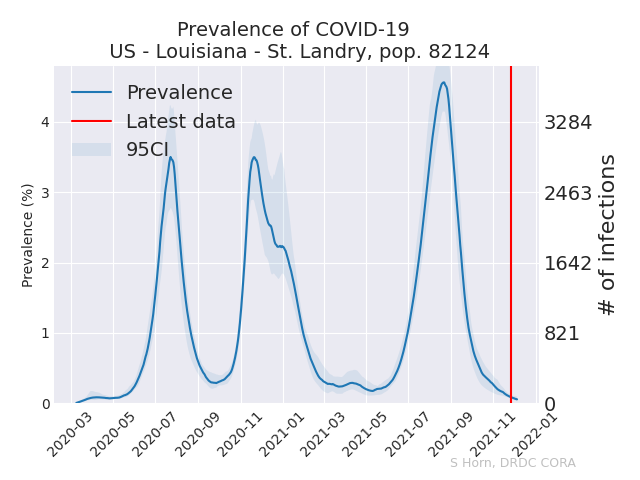 Prevalence of COVID-19
US - Louisiana - St. Landry, pop. 82124
Prevalence
Latest data
95CI
Prevalence (%)
4
3
2
1
0
3284
2463
1642
821
0
# of infections
2020-03
2020-05
2020-07
2020-09
2020-11
2021-01
2021-03
2021-05
2021-07
2021-09
2021-11
2022-01
S Horn, DRDC CORA